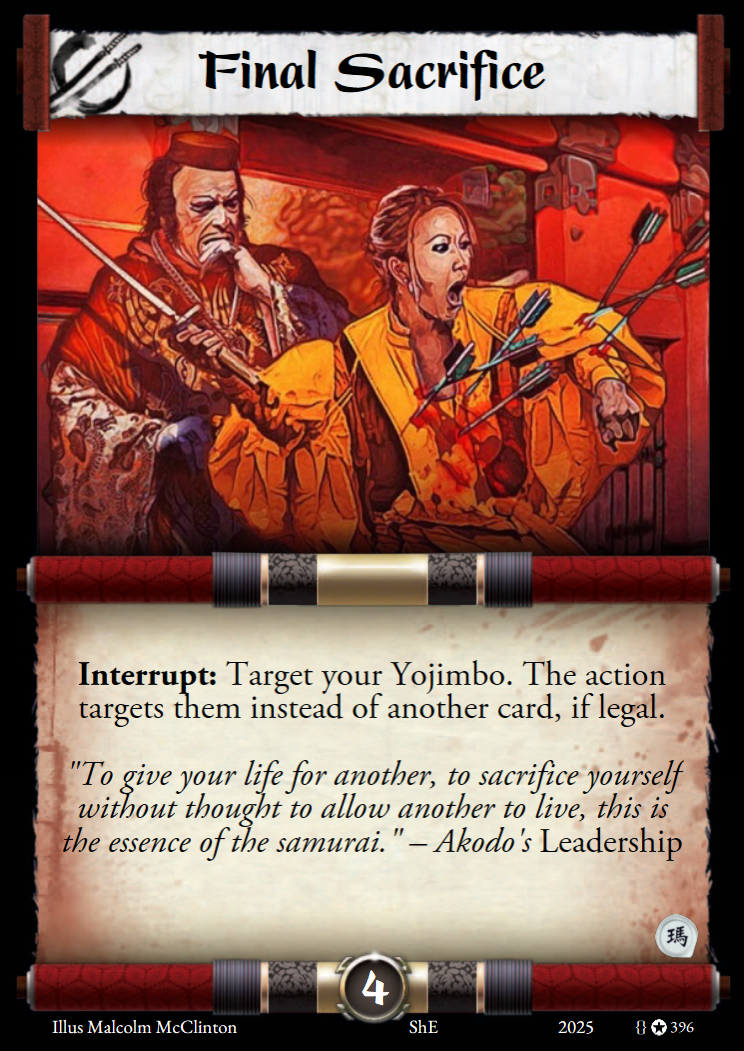 Final Sacrifice
Interrupt: Target your Yojimbo. The action
targets them instead of another card, if legal.
"To give your life for another, to sacrifice yourself
without thought to allow another to live, this is
the essence of the samurai." – Akodo's Leadership
瑪
4
Illus Malcolm McClinton ShE 2025 {} ✪ 396